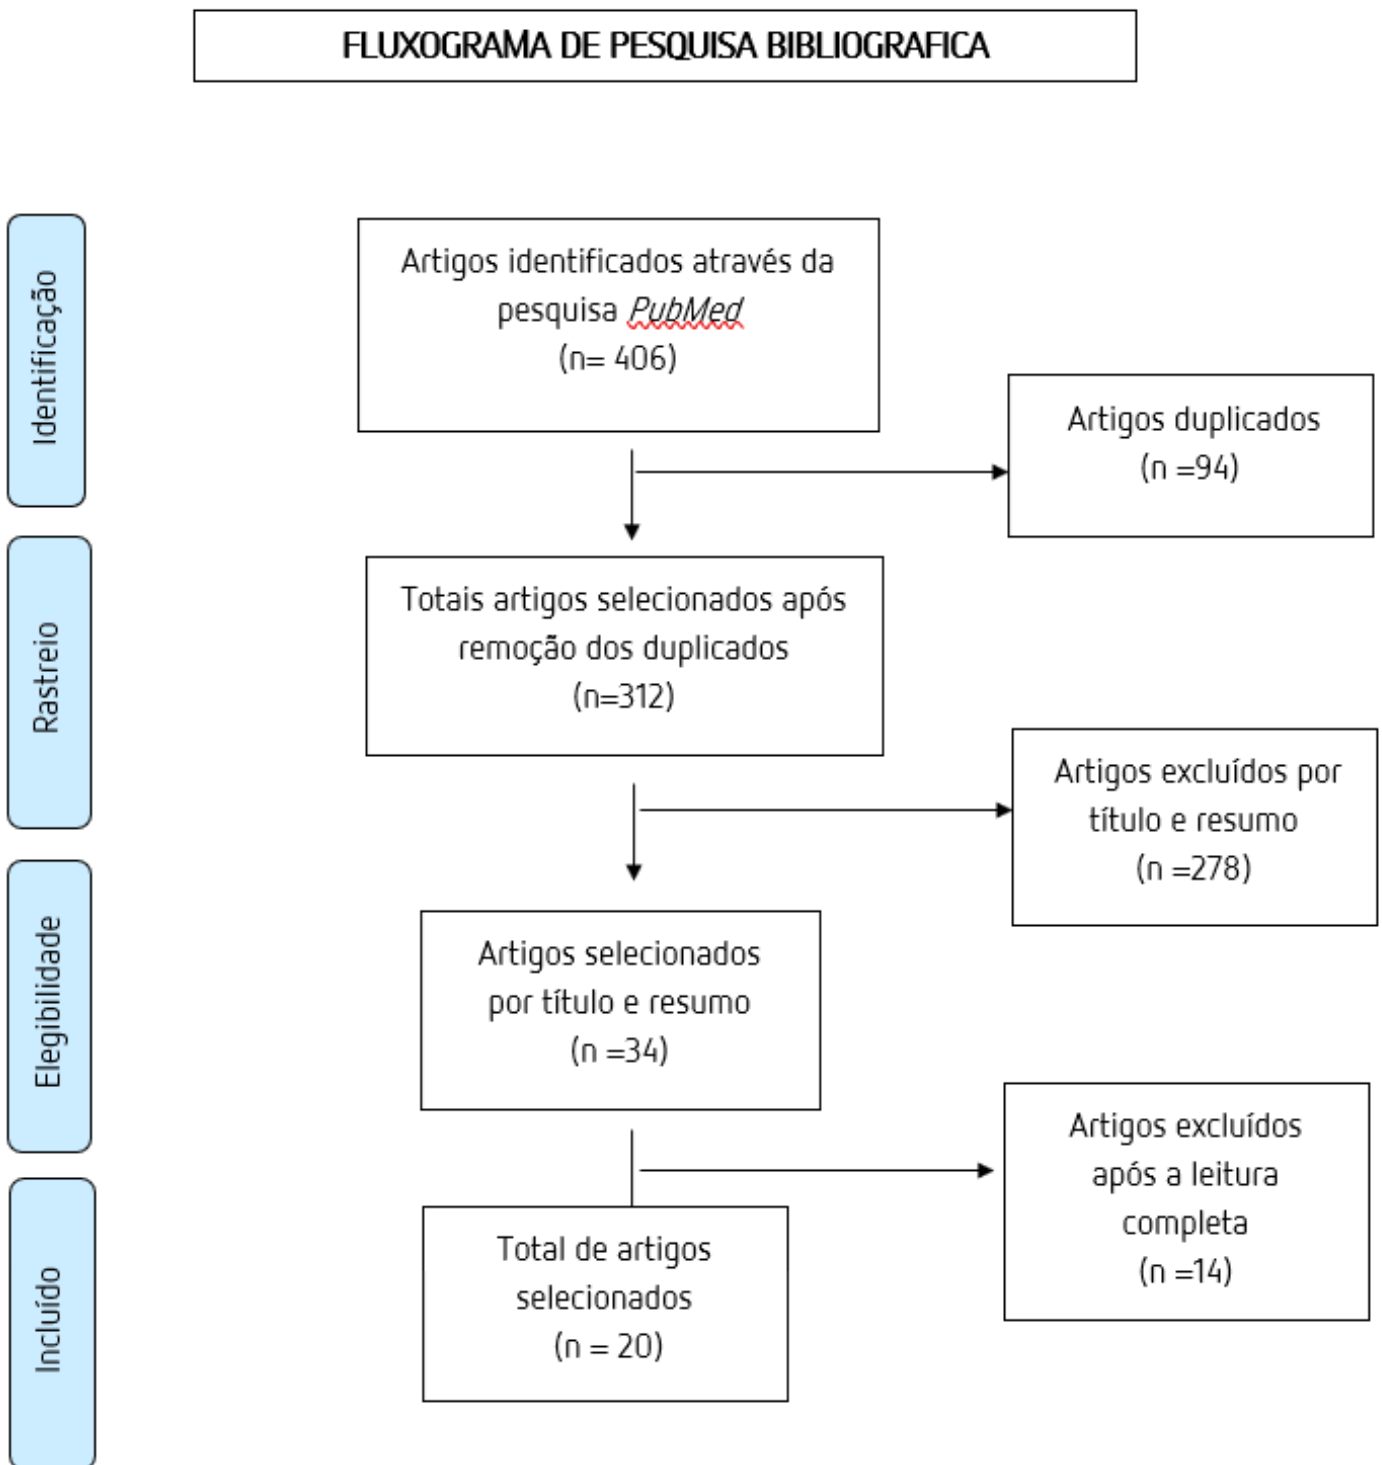 FLUXOGRAMA DE PESQUISA BIBLIOGRAFICA
Identificação
Artigos identificados através da
pesquisa PubMed
(n= 406)
Artigos duplicados
(n =94)
Rastreio
Totais artigos selecionados após
remoção dos duplicados
(n=312)
Artigos excluídos por
título e resumo
(n =278)
Elegibilidade
Artigos selecionados
por título e resumo
(n =34)
Artigos excluídos
após a leitura
completa
(n =14)
Incluído
Total de artigos
selecionados
(n = 20)